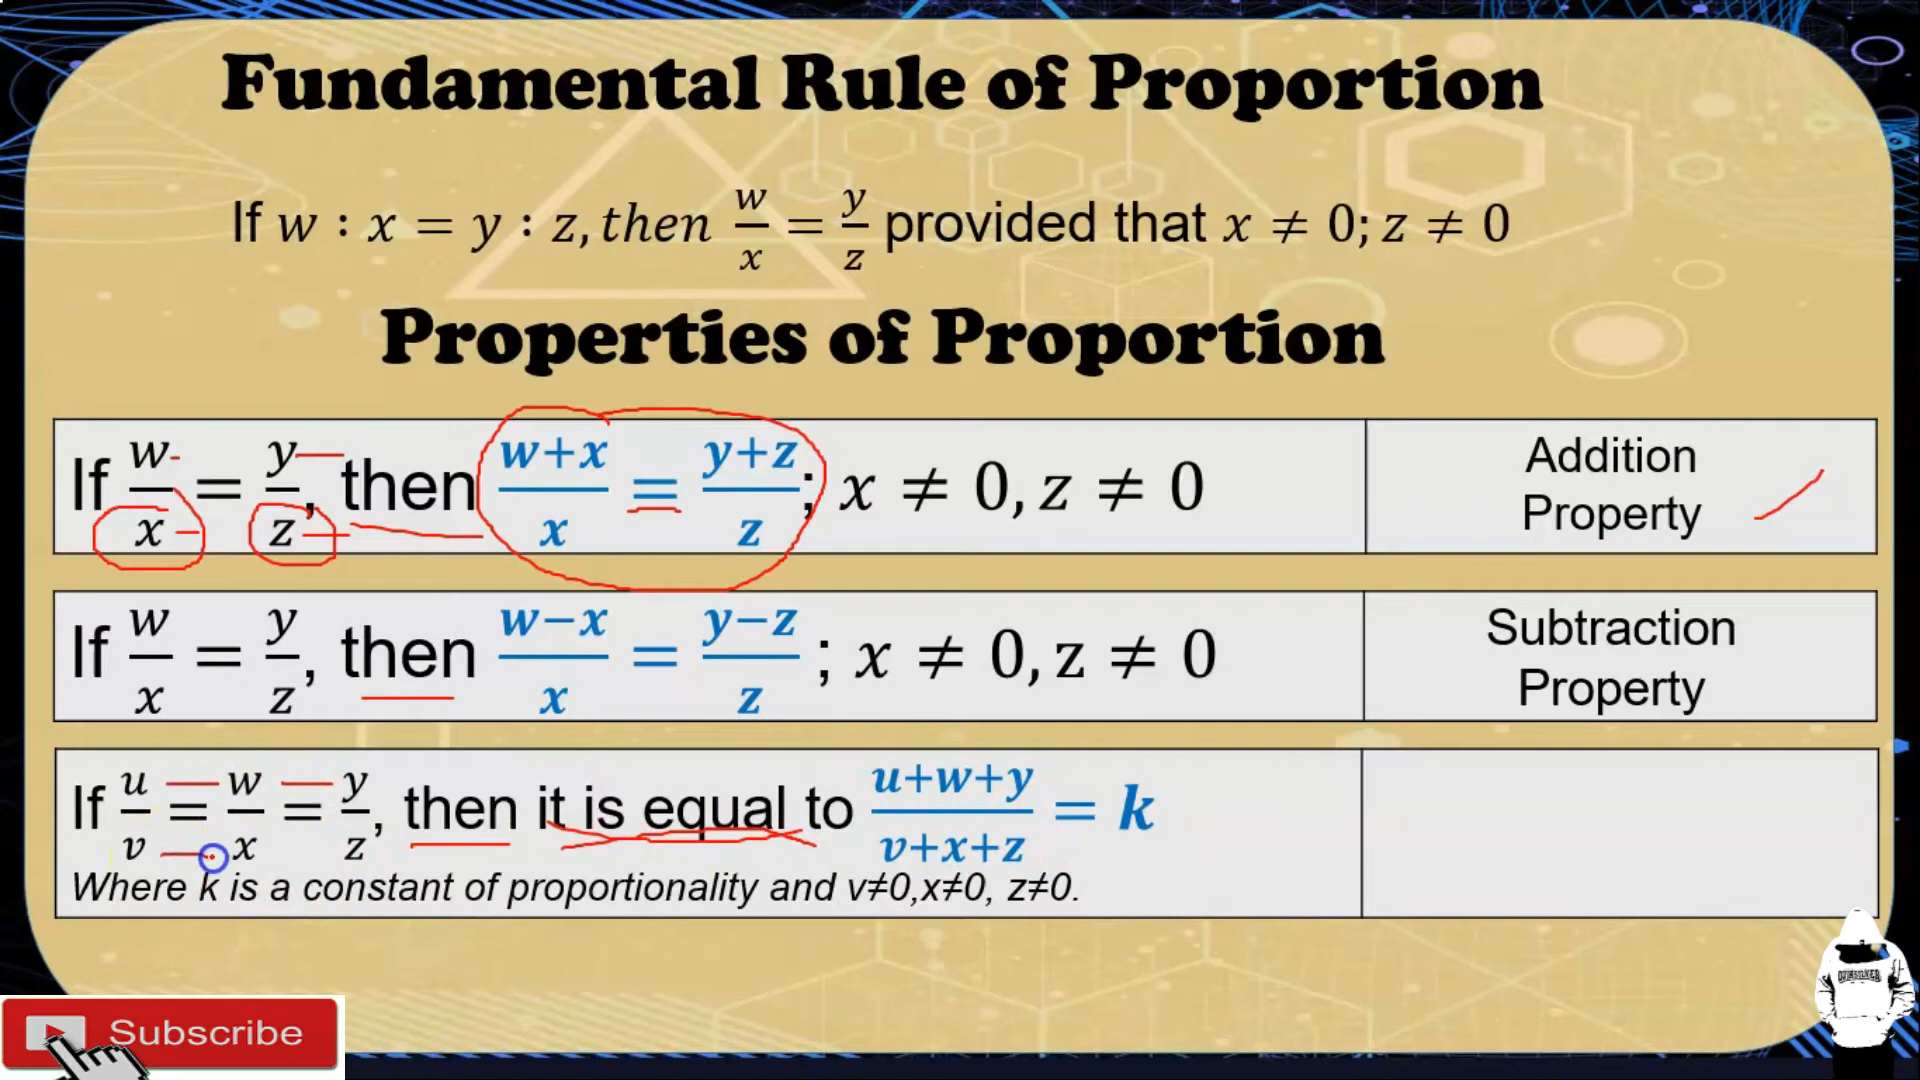 Fundamental Rule of Proportion
If w : x = y : z, then w/x = y/z provided that x ≠ 0; z ≠ 0
Properties of Proportion
If w/x = y/z, then (w+x)/x = (y+z)/z ; x ≠ 0, z ≠ 0
Addition
Property
If w/x = y/z, then (w−x)/x = (y−z)/z ; x ≠ 0, z ≠ 0
Subtraction
Property
If u/v = w/x = y/z, then it is equal to (u+w+y)/(v+x+z) = k
Where k is a constant of proportionality and v≠0,x≠0, z≠0.
QUIKSILVER
Subscribe